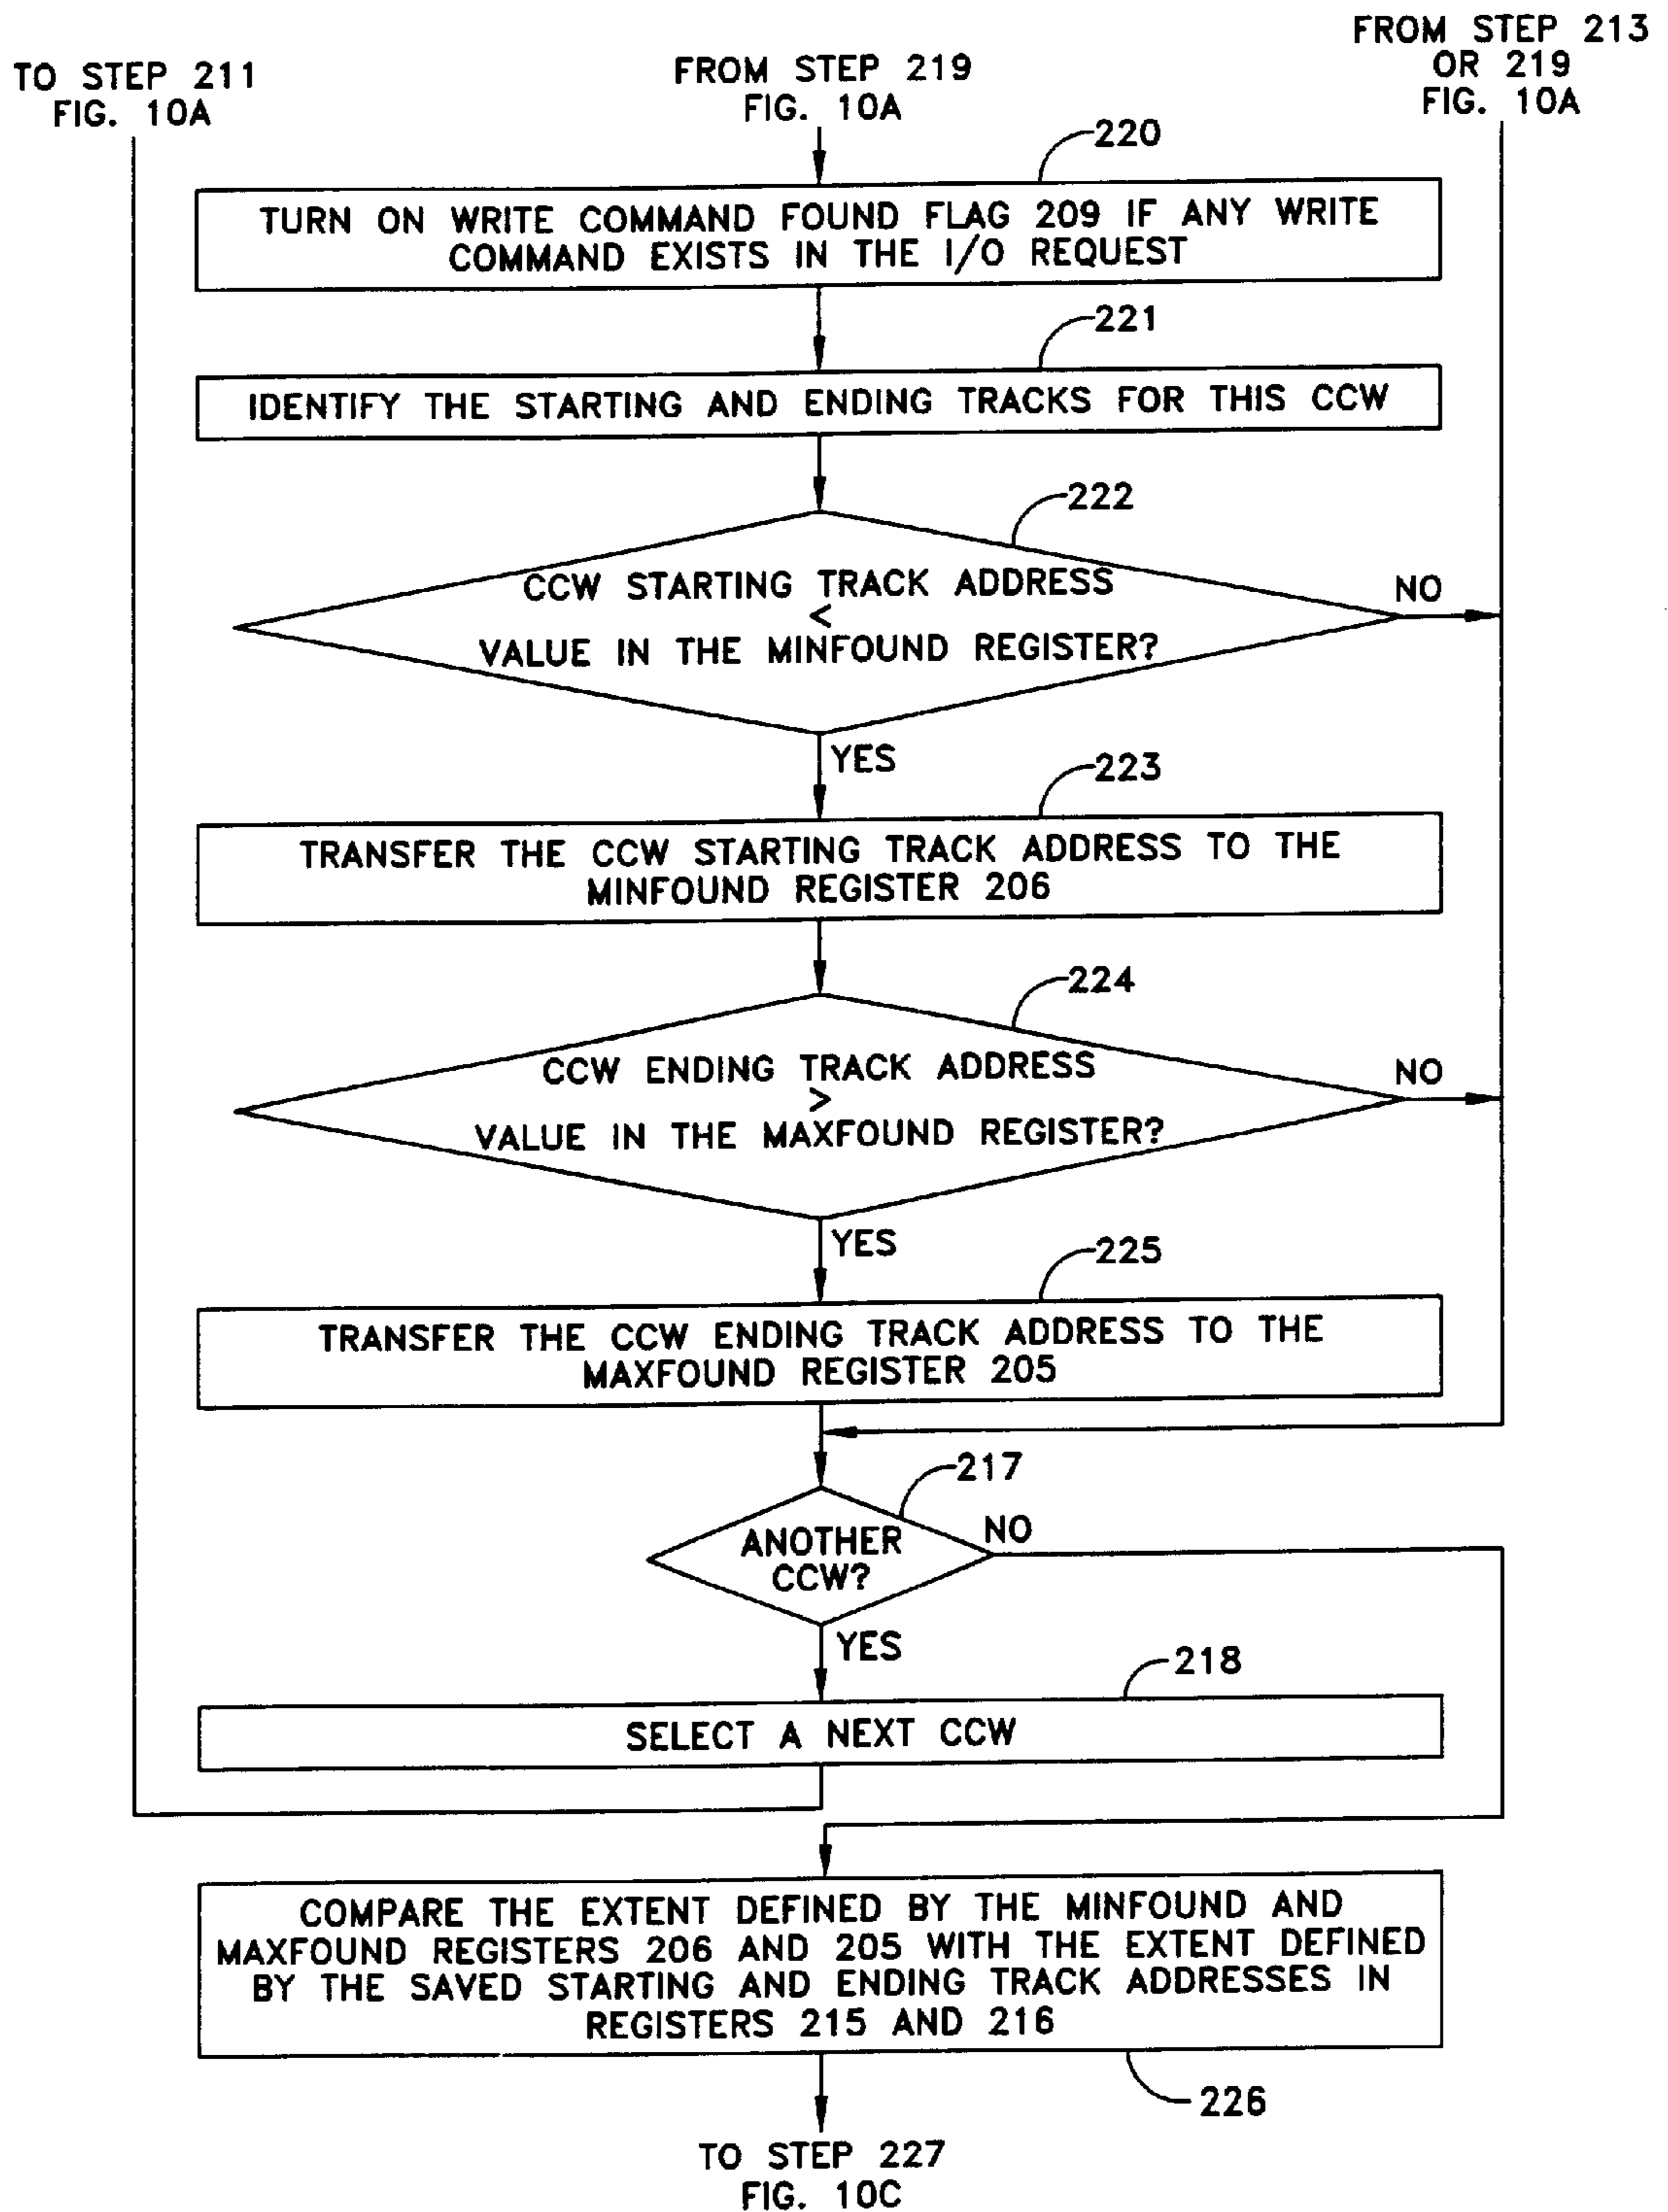 TO STEP 211
FIG. 10A
FROM STEP 219
FIG. 10A
FROM STEP 213
OR 219
FIG. 10A
220
TURN ON WRITE COMMAND FOUND FLAG 209 IF ANY WRITE
COMMAND EXISTS IN THE I/O REQUEST
221
IDENTIFY THE STARTING AND ENDING TRACKS FOR THIS CCW
222
CCW STARTING TRACK ADDRESS
<
VALUE IN THE MINFOUND REGISTER?
NO
YES
223
TRANSFER THE CCW STARTING TRACK ADDRESS TO THE
MINFOUND REGISTER 206
224
CCW ENDING TRACK ADDRESS
>
VALUE IN THE MAXFOUND REGISTER?
NO
YES
225
TRANSFER THE CCW ENDING TRACK ADDRESS TO THE
MAXFOUND REGISTER 205
217
ANOTHER
CCW?
NO
YES
218
SELECT A NEXT CCW
COMPARE THE EXTENT DEFINED BY THE MINFOUND AND
MAXFOUND REGISTERS 206 AND 205 WITH THE EXTENT DEFINED
BY THE SAVED STARTING AND ENDING TRACK ADDRESSES IN
REGISTERS 215 AND 216
226
TO STEP 227
FIG. 10C